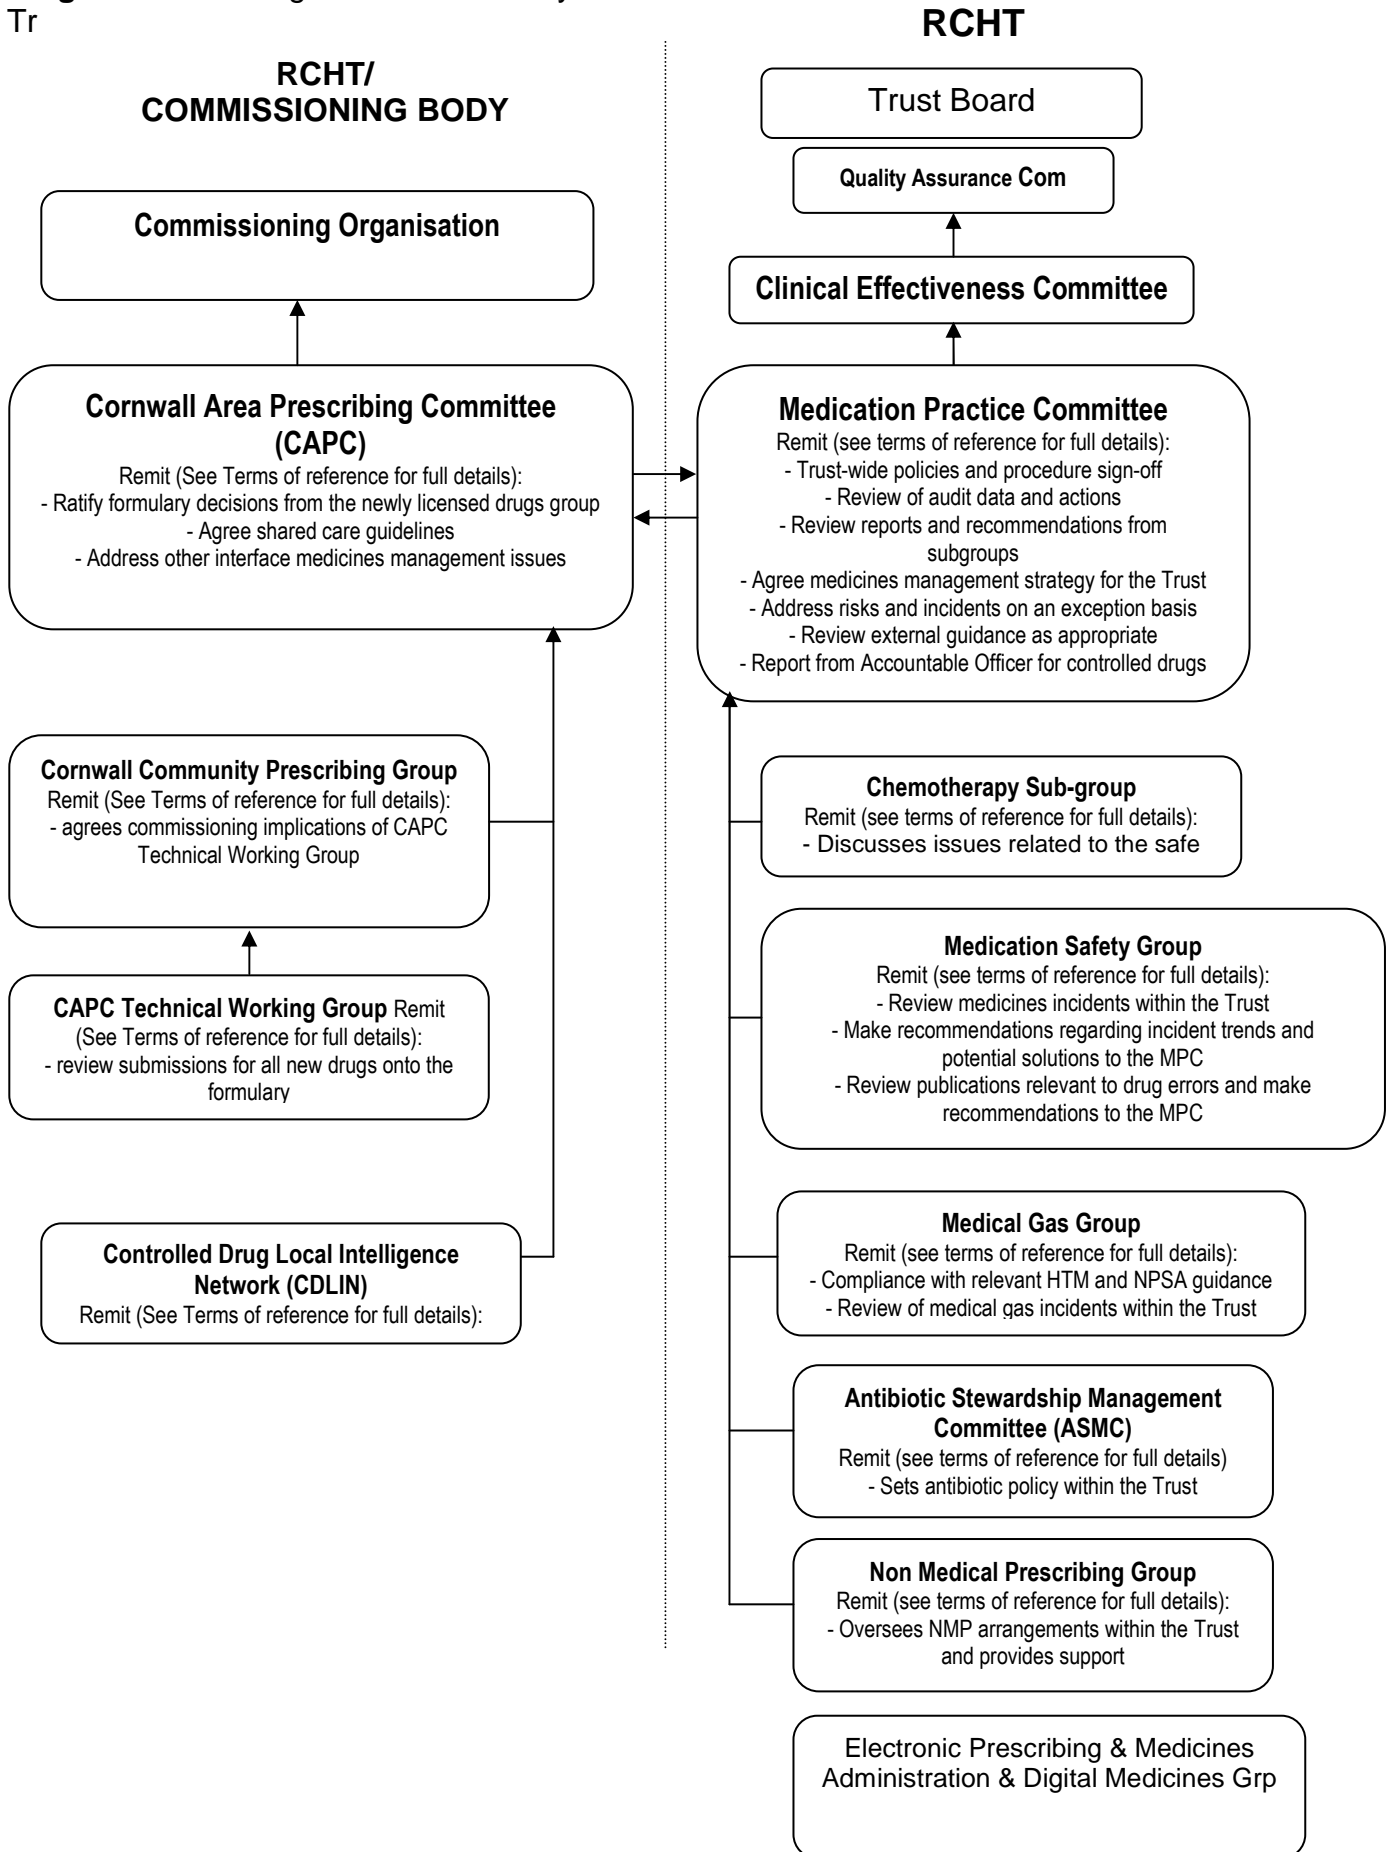 Tr
RCHT/
COMMISSIONING BODY
Commissioning Organisation
Cornwall Area Prescribing Committee
(CAPC)
Remit (See Terms of reference for full details):
- Ratify formulary decisions from the newly licensed drugs group
- Agree shared care guidelines
- Address other interface medicines management issues
Cornwall Community Prescribing Group
Remit (See Terms of reference for full details):
- agrees commissioning implications of CAPC
Technical Working Group
CAPC Technical Working Group Remit
(See Terms of reference for full details):
- review submissions for all new drugs onto the
formulary
Controlled Drug Local Intelligence
Network (CDLIN)
Remit (See Terms of reference for full details):
RCHT
Trust Board
Quality Assurance Com
Clinical Effectiveness Committee
Medication Practice Committee
Remit (see terms of reference for full details):
- Trust-wide policies and procedure sign-off
- Review of audit data and actions
- Review reports and recommendations from
subgroups
- Agree medicines management strategy for the Trust
- Address risks and incidents on an exception basis
- Review external guidance as appropriate
- Report from Accountable Officer for controlled drugs
Chemotherapy Sub-group
Remit (see terms of reference for full details):
- Discusses issues related to the safe
Medication Safety Group
Remit (see terms of reference for full details):
- Review medicines incidents within the Trust
- Make recommendations regarding incident trends and
potential solutions to the MPC
- Review publications relevant to drug errors and make
recommendations to the MPC
Medical Gas Group
Remit (see terms of reference for full details):
- Compliance with relevant HTM and NPSA guidance
- Review of medical gas incidents within the Trust
Antibiotic Stewardship Management
Committee (ASMC)
Remit (see terms of reference for full details)
- Sets antibiotic policy within the Trust
Non Medical Prescribing Group
Remit (see terms of reference for full details):
- Oversees NMP arrangements within the Trust
and provides support
Electronic Prescribing & Medicines
Administration & Digital Medicines Grp